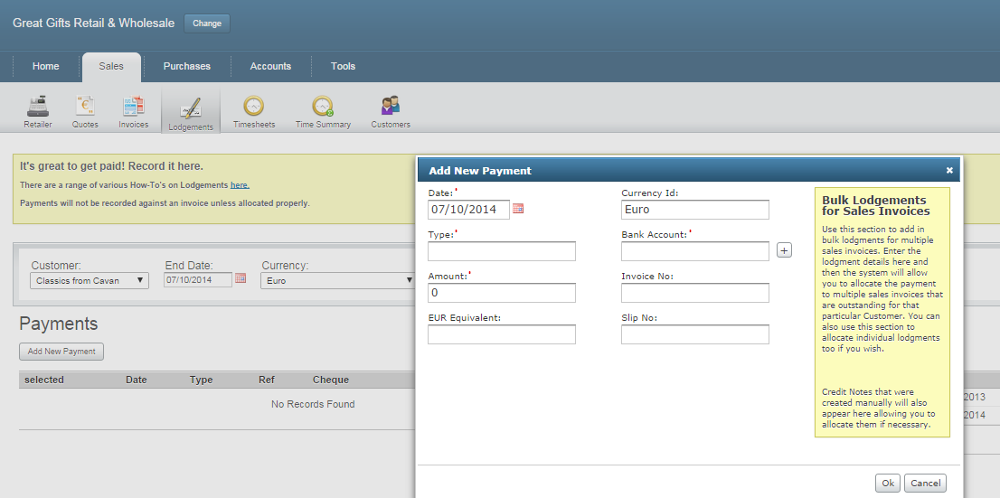 Great Gifts Retail & Wholesale Change
Home Sales Purchases Accounts Tools
Retailer Quotes Invoices Lodgements Timesheets Time Summary Customers
It's great to get paid! Record it here.
There are a range of various How-To's on Lodgements here.
Payments will not be recorded against an invoice unless allocated properly.
Customer: End Date: Currency:
Classics from Cavan 07/10/2014 Euro
Payments
Add New Payment
selected Date Type Ref Cheque
No Records Found
2013
2014
Add New Payment
Date:* Currency Id:
07/10/2014 Euro
Type:* Bank Account:*
+
Amount:* Invoice No:
0
EUR Equivalent: Slip No:
Bulk Lodgements
for Sales Invoices
Use this section to add in
bulk lodgments for multiple
sales invoices. Enter the
lodgment details here and
then the system will allow
you to allocate the payment
to multiple sales invoices that
are outstanding for that
particular Customer. You can
also use this section to
allocate individual lodgments
too if you wish.
Credit Notes that were
created manually will also
appear here allowing you to
allocate them if necessary.
Ok Cancel